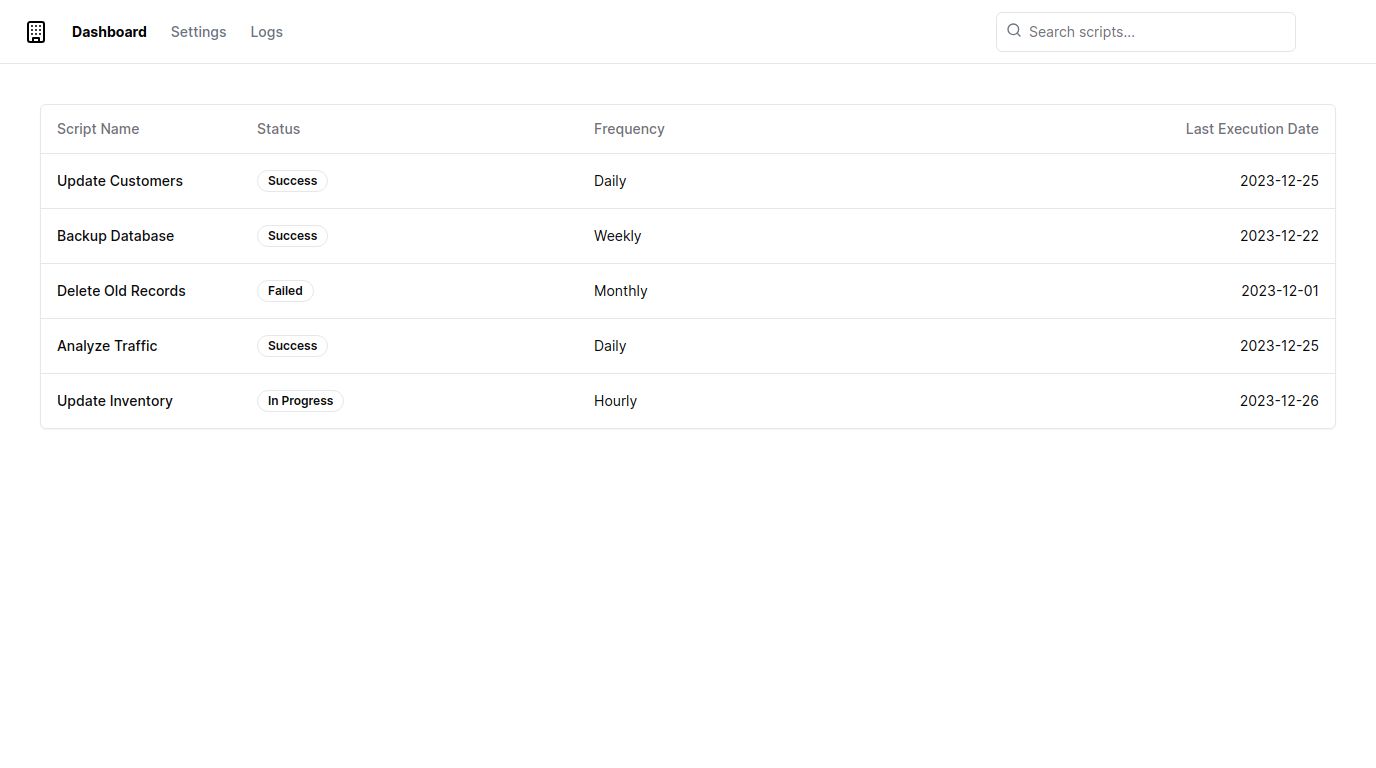 Dashboard Settings Logs Search scripts...
Script Name Status Frequency Last Execution Date
Update Customers Success Daily 2023-12-25
Backup Database Success Weekly 2023-12-22
Delete Old Records Failed Monthly 2023-12-01
Analyze Traffic Success Daily 2023-12-25
Update Inventory In Progress Hourly 2023-12-26